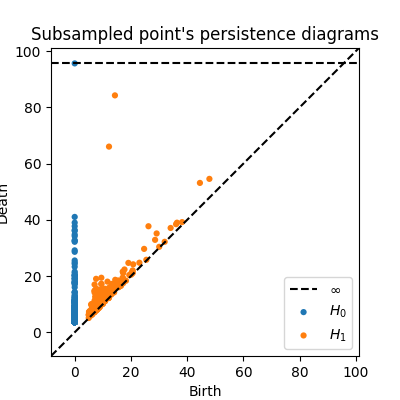 Subsampled point's persistence diagrams
100
80
60
40
20
0
Death
0 20 40 60 80 100
Birth
∞
H₀
H₁